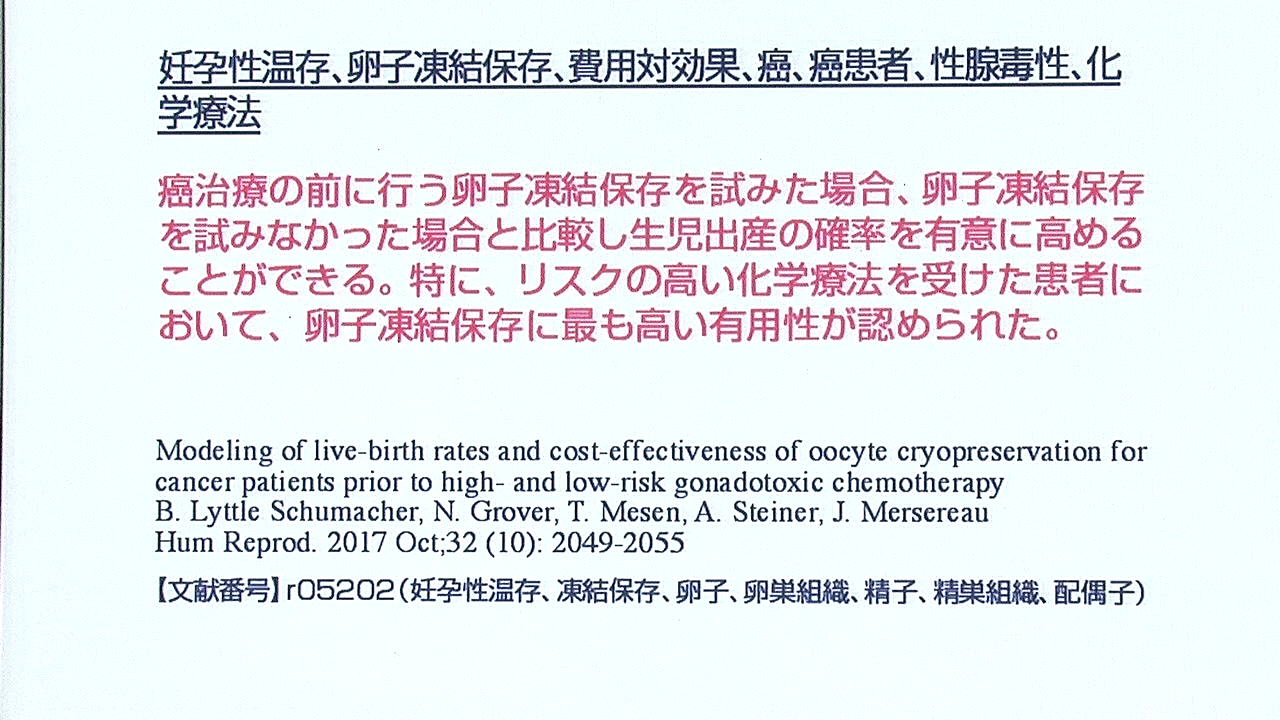 妊孕性温存、卵子凍結保存、費用対効果、癌、癌患者、性腺毒性、化
学療法
癌治療の前に行う卵子凍結保存を試みた場合、卵子凍結保存
を試みなかった場合と比較し生児出産の確率を有意に高める
ことができる。特に、リスクの高い化学療法を受けた患者に
おいて、卵子凍結保存に最も高い有用性が認められた。
Modeling of live-birth rates and cost-effectiveness of oocyte cryopreservation for
cancer patients prior to high- and low-risk gonadotoxic chemotherapy
B. Lyttle Schumacher, N. Grover, T. Mesen, A. Steiner, J. Mersereau
Hum Reprod. 2017 Oct;32 (10): 2049-2055
【文献番号】r05202（妊孕性温存、凍結保存、卵子、卵巣組織、精子、精巣組織、配偶子）